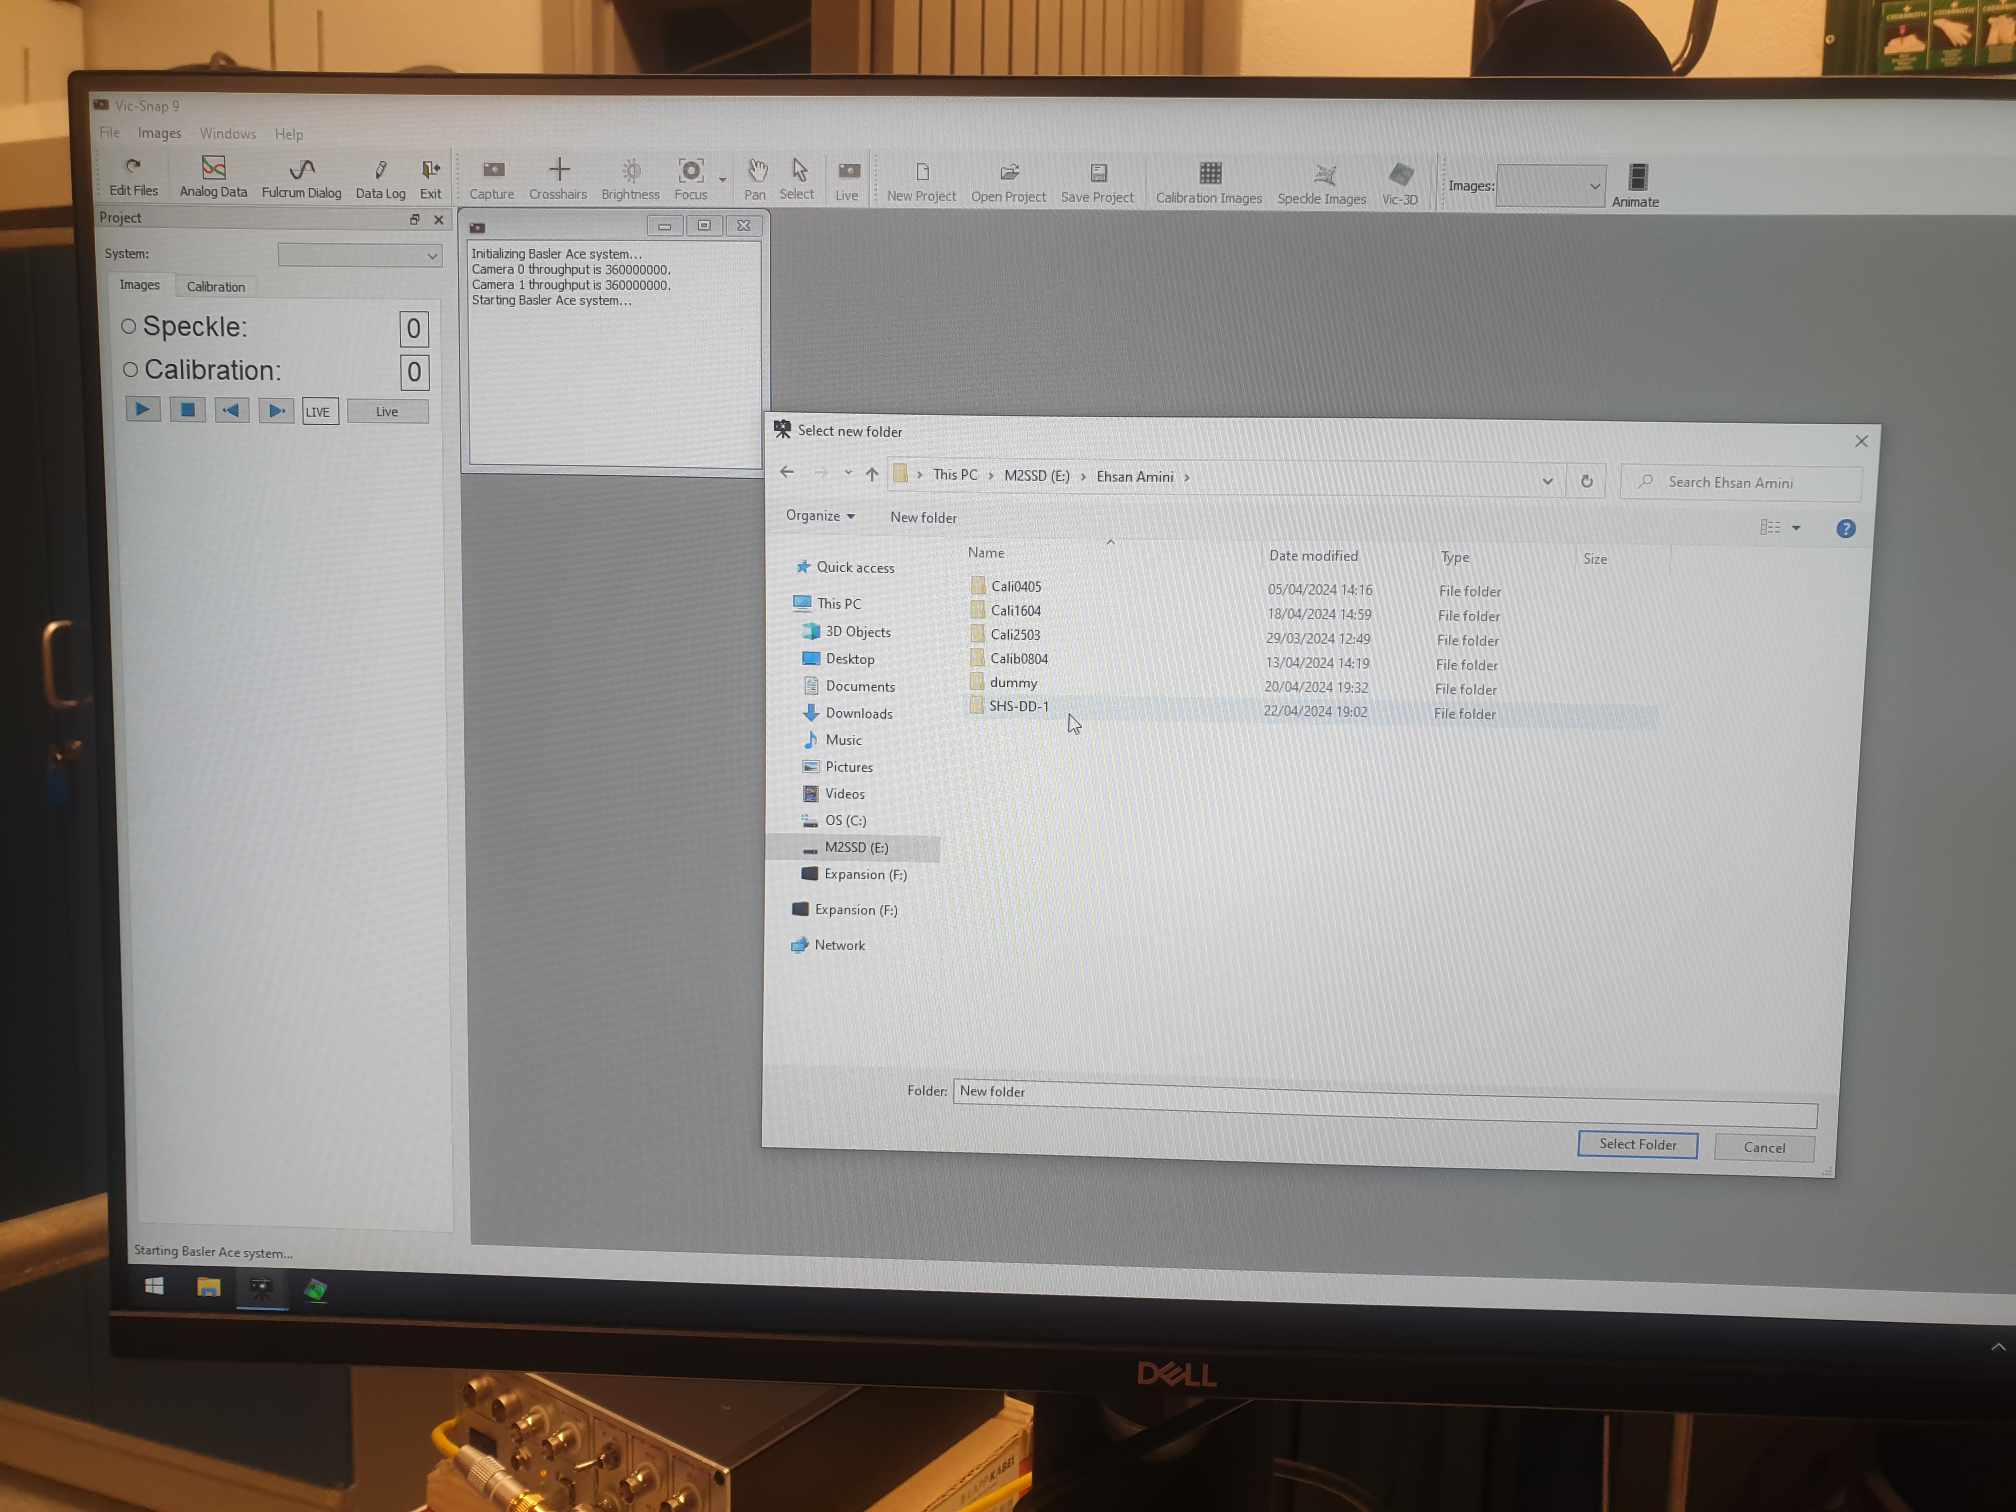 Vic-Snap 9
File Images Windows Help
Edit Files Analog Data Fulcrum Dialog Data Log Exit Capture Crosshairs Brightness Focus Pan Select Live New Project Open Project Save Project Calibration Images Speckle Images Vic-3D Images: Animate
Project
System:
Images Calibration
Speckle: 0
Calibration: 0
LIVE Live
Initializing Basler Ace system...
Camera 0 throughput is 360000000.
Camera 1 throughput is 360000000.
Starting Basler Ace system...
Select new folder
This PC > M2SSD (E:) > Ehsan Amini >
Search Ehsan Amini
Organize New folder
Name Date modified Type Size
Cali0405 05/04/2024 14:16 File folder
Cali1604 18/04/2024 14:59 File folder
Cali2503 29/03/2024 12:49 File folder
Calib0804 13/04/2024 14:19 File folder
dummy 20/04/2024 19:32 File folder
SHS-DD-1 22/04/2024 19:02 File folder
Quick access
This PC
3D Objects
Desktop
Documents
Downloads
Music
Pictures
Videos
OS (C:)
M2SSD (E:)
Expansion (F:)
Expansion (F:)
Network
Folder: New folder
Select Folder Cancel
Starting Basler Ace system...
DELL